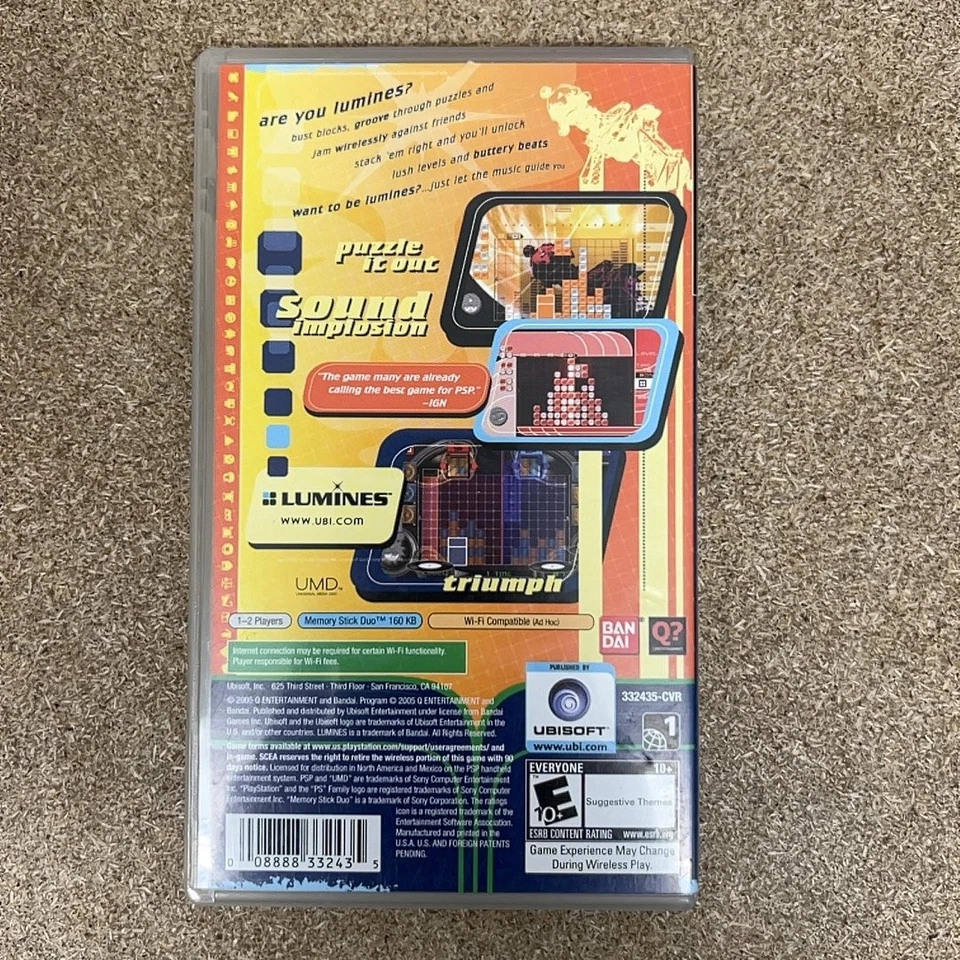 are you lumines?
bust blocks, groove through puzzles and
jam wirelessly against friends
stack 'em right and you'll unlock
lush levels and buttery beats
want to be lumines?...just let the music guide you
puzzle
it out
sound
implosion
"The game many are already
calling the best game for PSP."
–IGN
LUMINES™
www.UBI.COM
triumph
UMD™
UNIVERSAL MEDIA DISC
1–2 Players
Memory Stick Duo™ 160 KB
Wi-Fi Compatible (Ad Hoc)
BAN
DAI
Q?
ENTERTAINMENT
Internet connection may be required for certain Wi-Fi functionality.
Player responsible for Wi-Fi fees.
Ubisoft, Inc. · 625 Third Street · Third Floor · San Francisco, CA 94107
© 2005 Q ENTERTAINMENT and Bandai. Program © 2005 Q ENTERTAINMENT and
Bandai. Published and distributed by Ubisoft Entertainment under license from Bandai
Games Inc. Ubisoft and the Ubisoft logo are trademarks of Ubisoft Entertainment in the
U.S. and/or other countries. LUMINES is a trademark of Bandai. All Rights Reserved.
Game terms available at www.us.playstation.com/support/useragreements/ and
in-game. SCEA reserves the right to retire the wireless portion of this game with 90
days notice. Licensed for distribution in North America and Mexico on the PSP handheld
entertainment system. PSP and "UMD" are trademarks of Sony Computer Entertainment
Inc. "PlayStation" and the "PS" Family logo are registered trademarks of Sony Computer
Entertainment Inc. "Memory Stick Duo" is a trademark of Sony Corporation. The ratings
icon is a registered trademark of the
Entertainment Software Association.
Manufactured and printed in the
U.S.A. U.S. AND FOREIGN PATENTS
PENDING.
PUBLISHED BY
UBISOFT™
www.ubi.com
332435-CVR
1
EVERYONE 10+
E
10+
Suggestive Themes
ESRB CONTENT RATING www.esrb.org
Game Experience May Change
During Wireless Play.
0 08888 33243 5